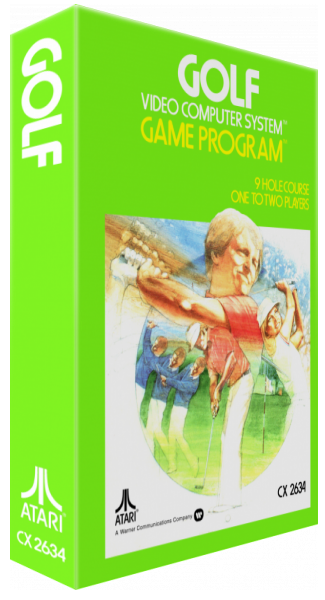 GOLF
ATARI
CX 2634
GOLF
VIDEO COMPUTER SYSTEM™
GAME PROGRAM™
9 HOLE COURSE
ONE TO TWO PLAYERS
ATARI
A Warner Communications Company
CX 2634